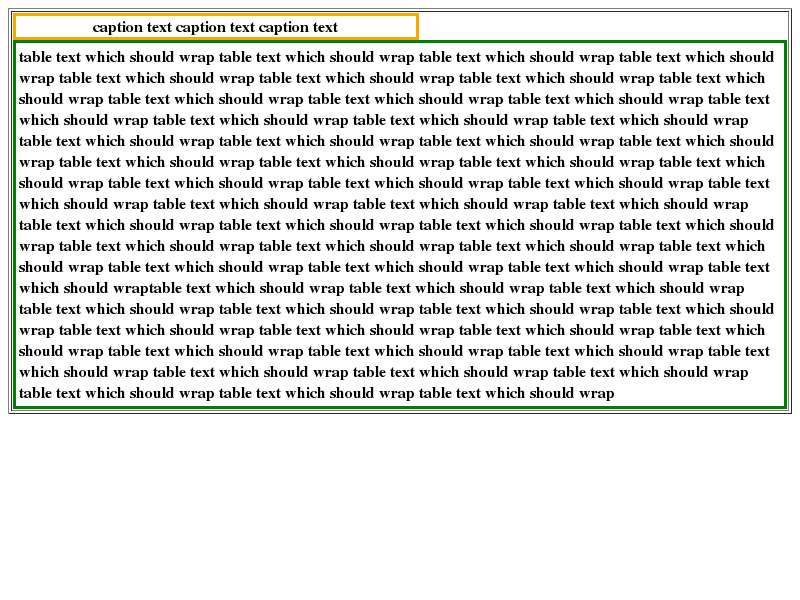 caption text caption text caption text
table text which should wrap table text which should wrap table text which should wrap table text which should
wrap table text which should wrap table text which should wrap table text which should wrap table text which
should wrap table text which should wrap table text which should wrap table text which should wrap table text
which should wrap table text which should wrap table text which should wrap table text which should wrap
table text which should wrap table text which should wrap table text which should wrap table text which should
wrap table text which should wrap table text which should wrap table text which should wrap table text which
should wrap table text which should wrap table text which should wrap table text which should wrap table text
which should wrap table text which should wrap table text which should wrap table text which should wrap
table text which should wrap table text which should wrap table text which should wrap table text which should
wrap table text which should wrap table text which should wrap table text which should wrap table text which
should wrap table text which should wrap table text which should wrap table text which should wrap table text
which should wraptable text which should wrap table text which should wrap table text which should wrap
table text which should wrap table text which should wrap table text which should wrap table text which should
wrap table text which should wrap table text which should wrap table text which should wrap table text which
should wrap table text which should wrap table text which should wrap table text which should wrap table text
which should wrap table text which should wrap table text which should wrap table text which should wrap
table text which should wrap table text which should wrap table text which should wrap